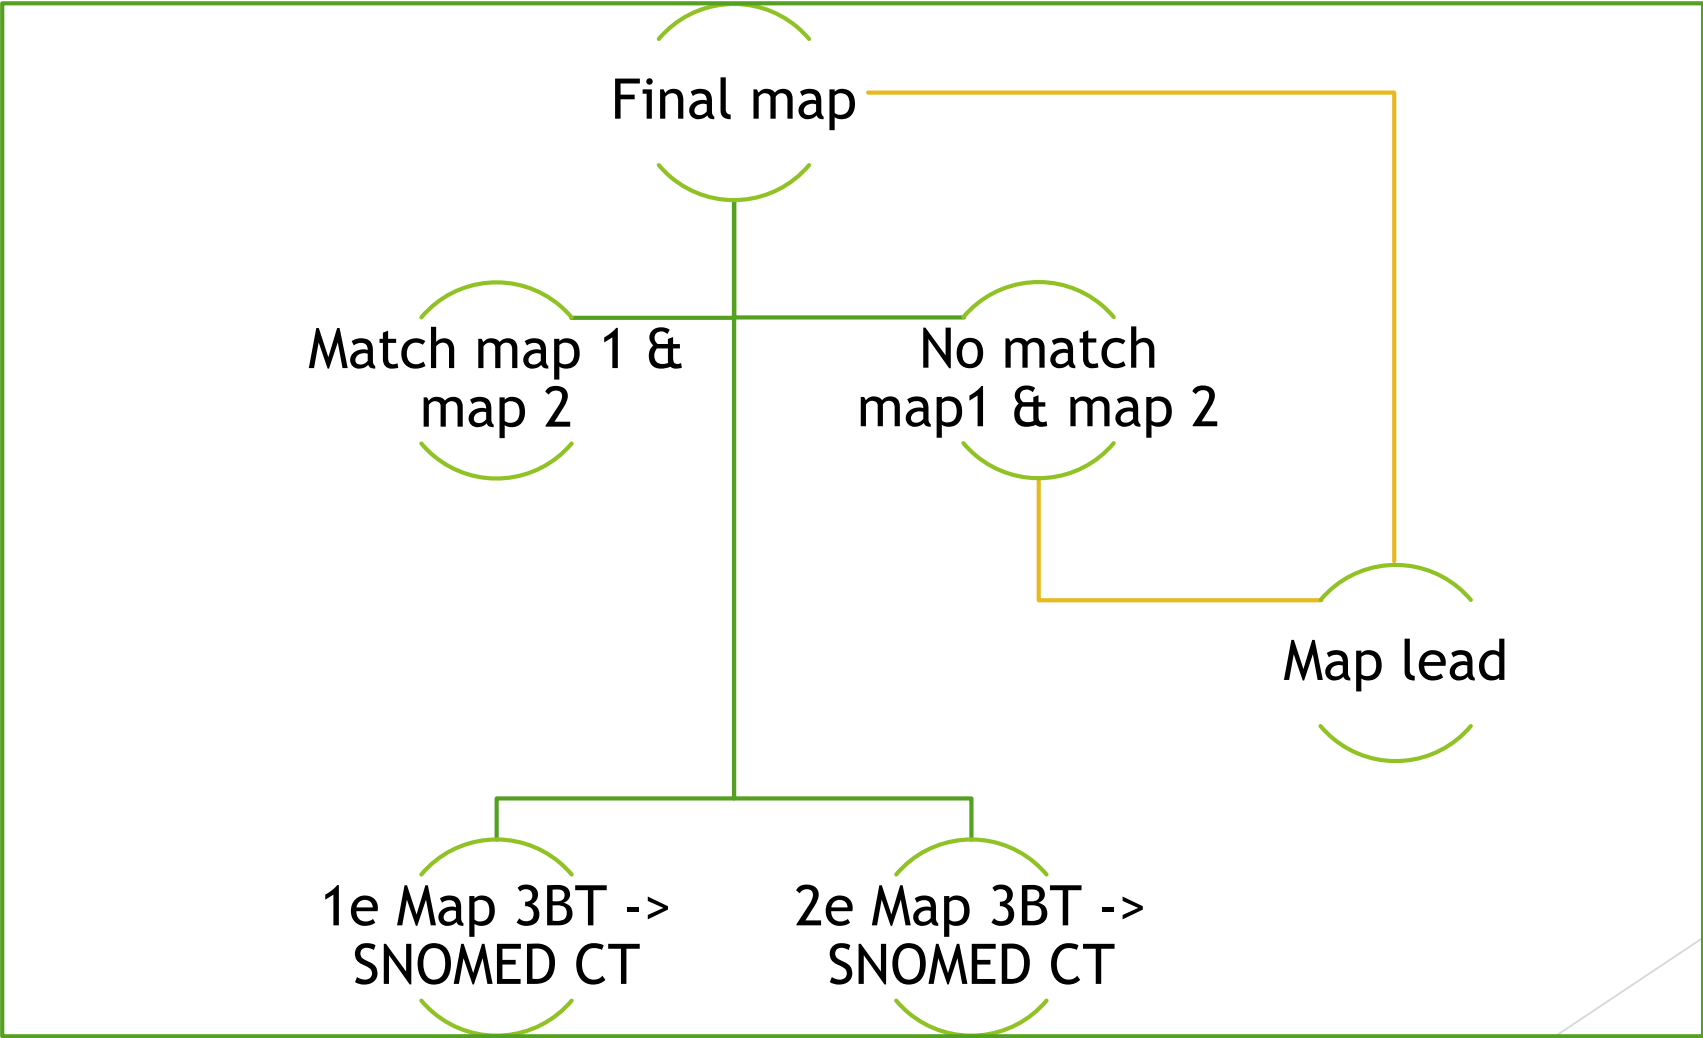 Final map
Match map 1 &
map 2
No match
map1 & map 2
Map lead
1e Map 3BT ->
SNOMED CT
2e Map 3BT ->
SNOMED CT